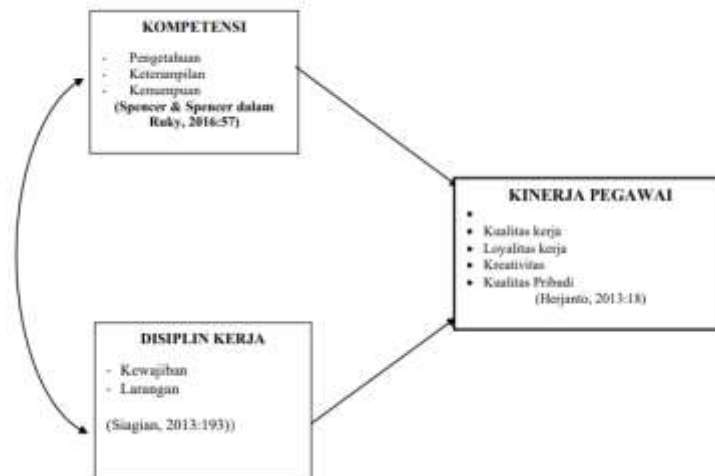 KOMPETENSI
- Pengetahuan
- Keterampilan
- Kemampuan
(Spencer & Spencer dalam
Ruky, 2016:57)
KINERJA PEGAWAI
•
• Kualitas kerja
• Loyalitas kerja
• Kreativitas
• Kualitas Pribadi
(Herjanto, 2013:18)
DISIPLIN KERJA
- Kewajiban
- Larangan
(Siagian, 2013:193))